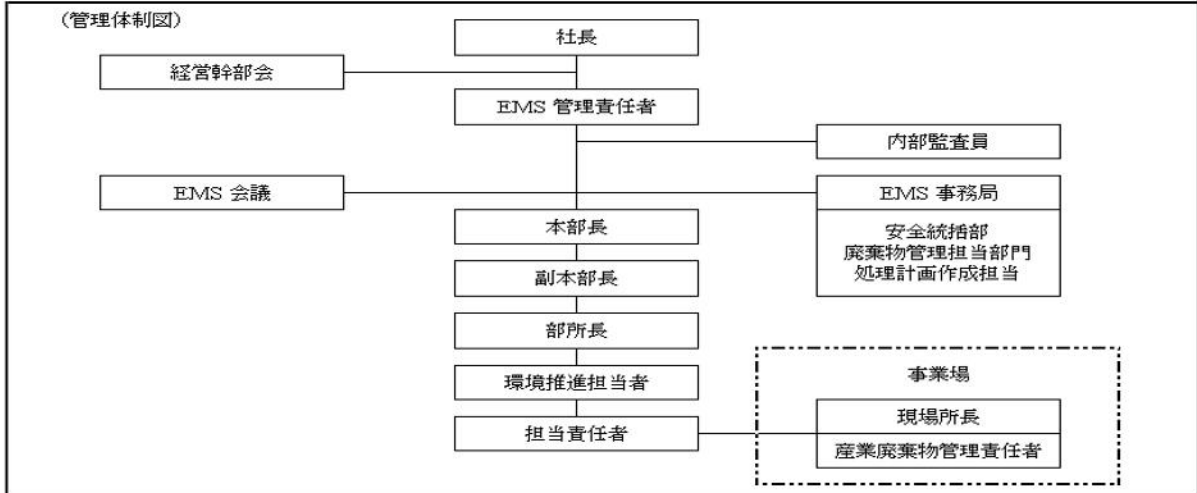 （管理体制図）
社長
経営幹部会
EMS 管理責任者
内部監査員
EMS 会議
EMS 事務局
安全統括部
廃棄物管理担当部門
処理計画作成担当
本部長
副本部長
部所長
環境推進担当者
担当責任者
事業場
現場所長
産業廃棄物管理責任者